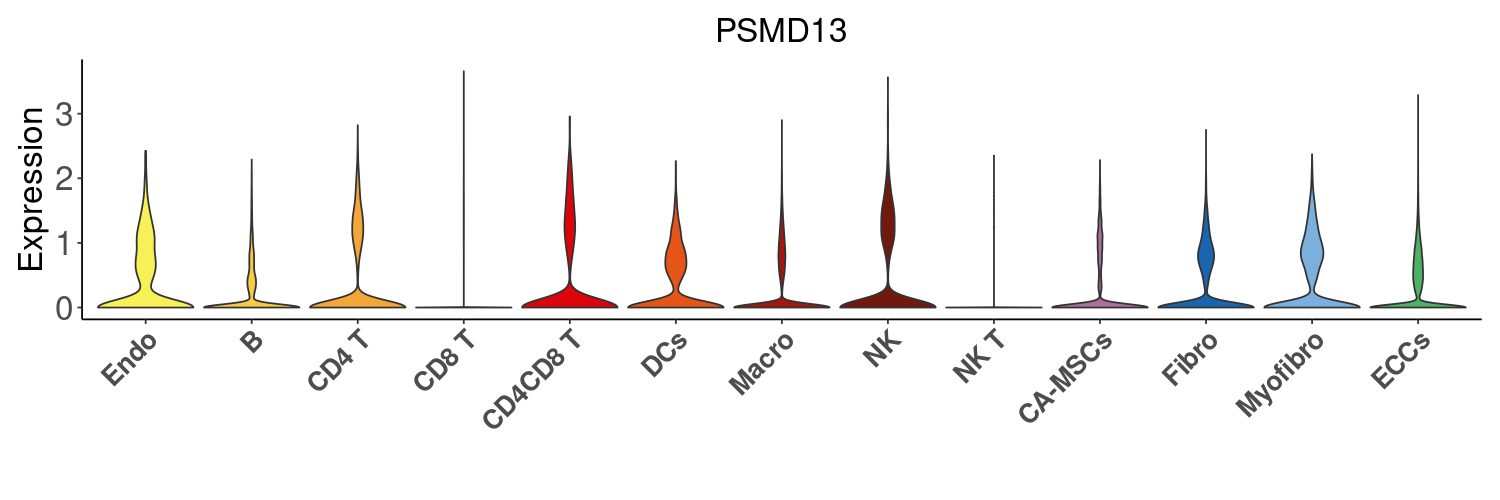 PSMD13
Expression
3
2
1
0
Endo
B
CD4 T
CD8 T
CD4CD8 T
DCs
Macro
NK
NK T
CA-MSCs
Fibro
Myofibro
ECCs